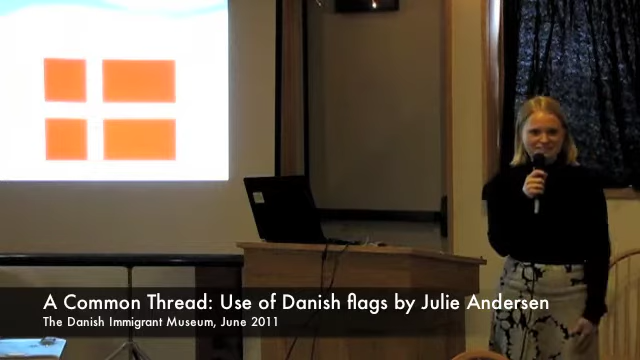 A Common Thread: Use of Danish flags by Julie Andersen
The Danish Immigrant Museum, June 2011